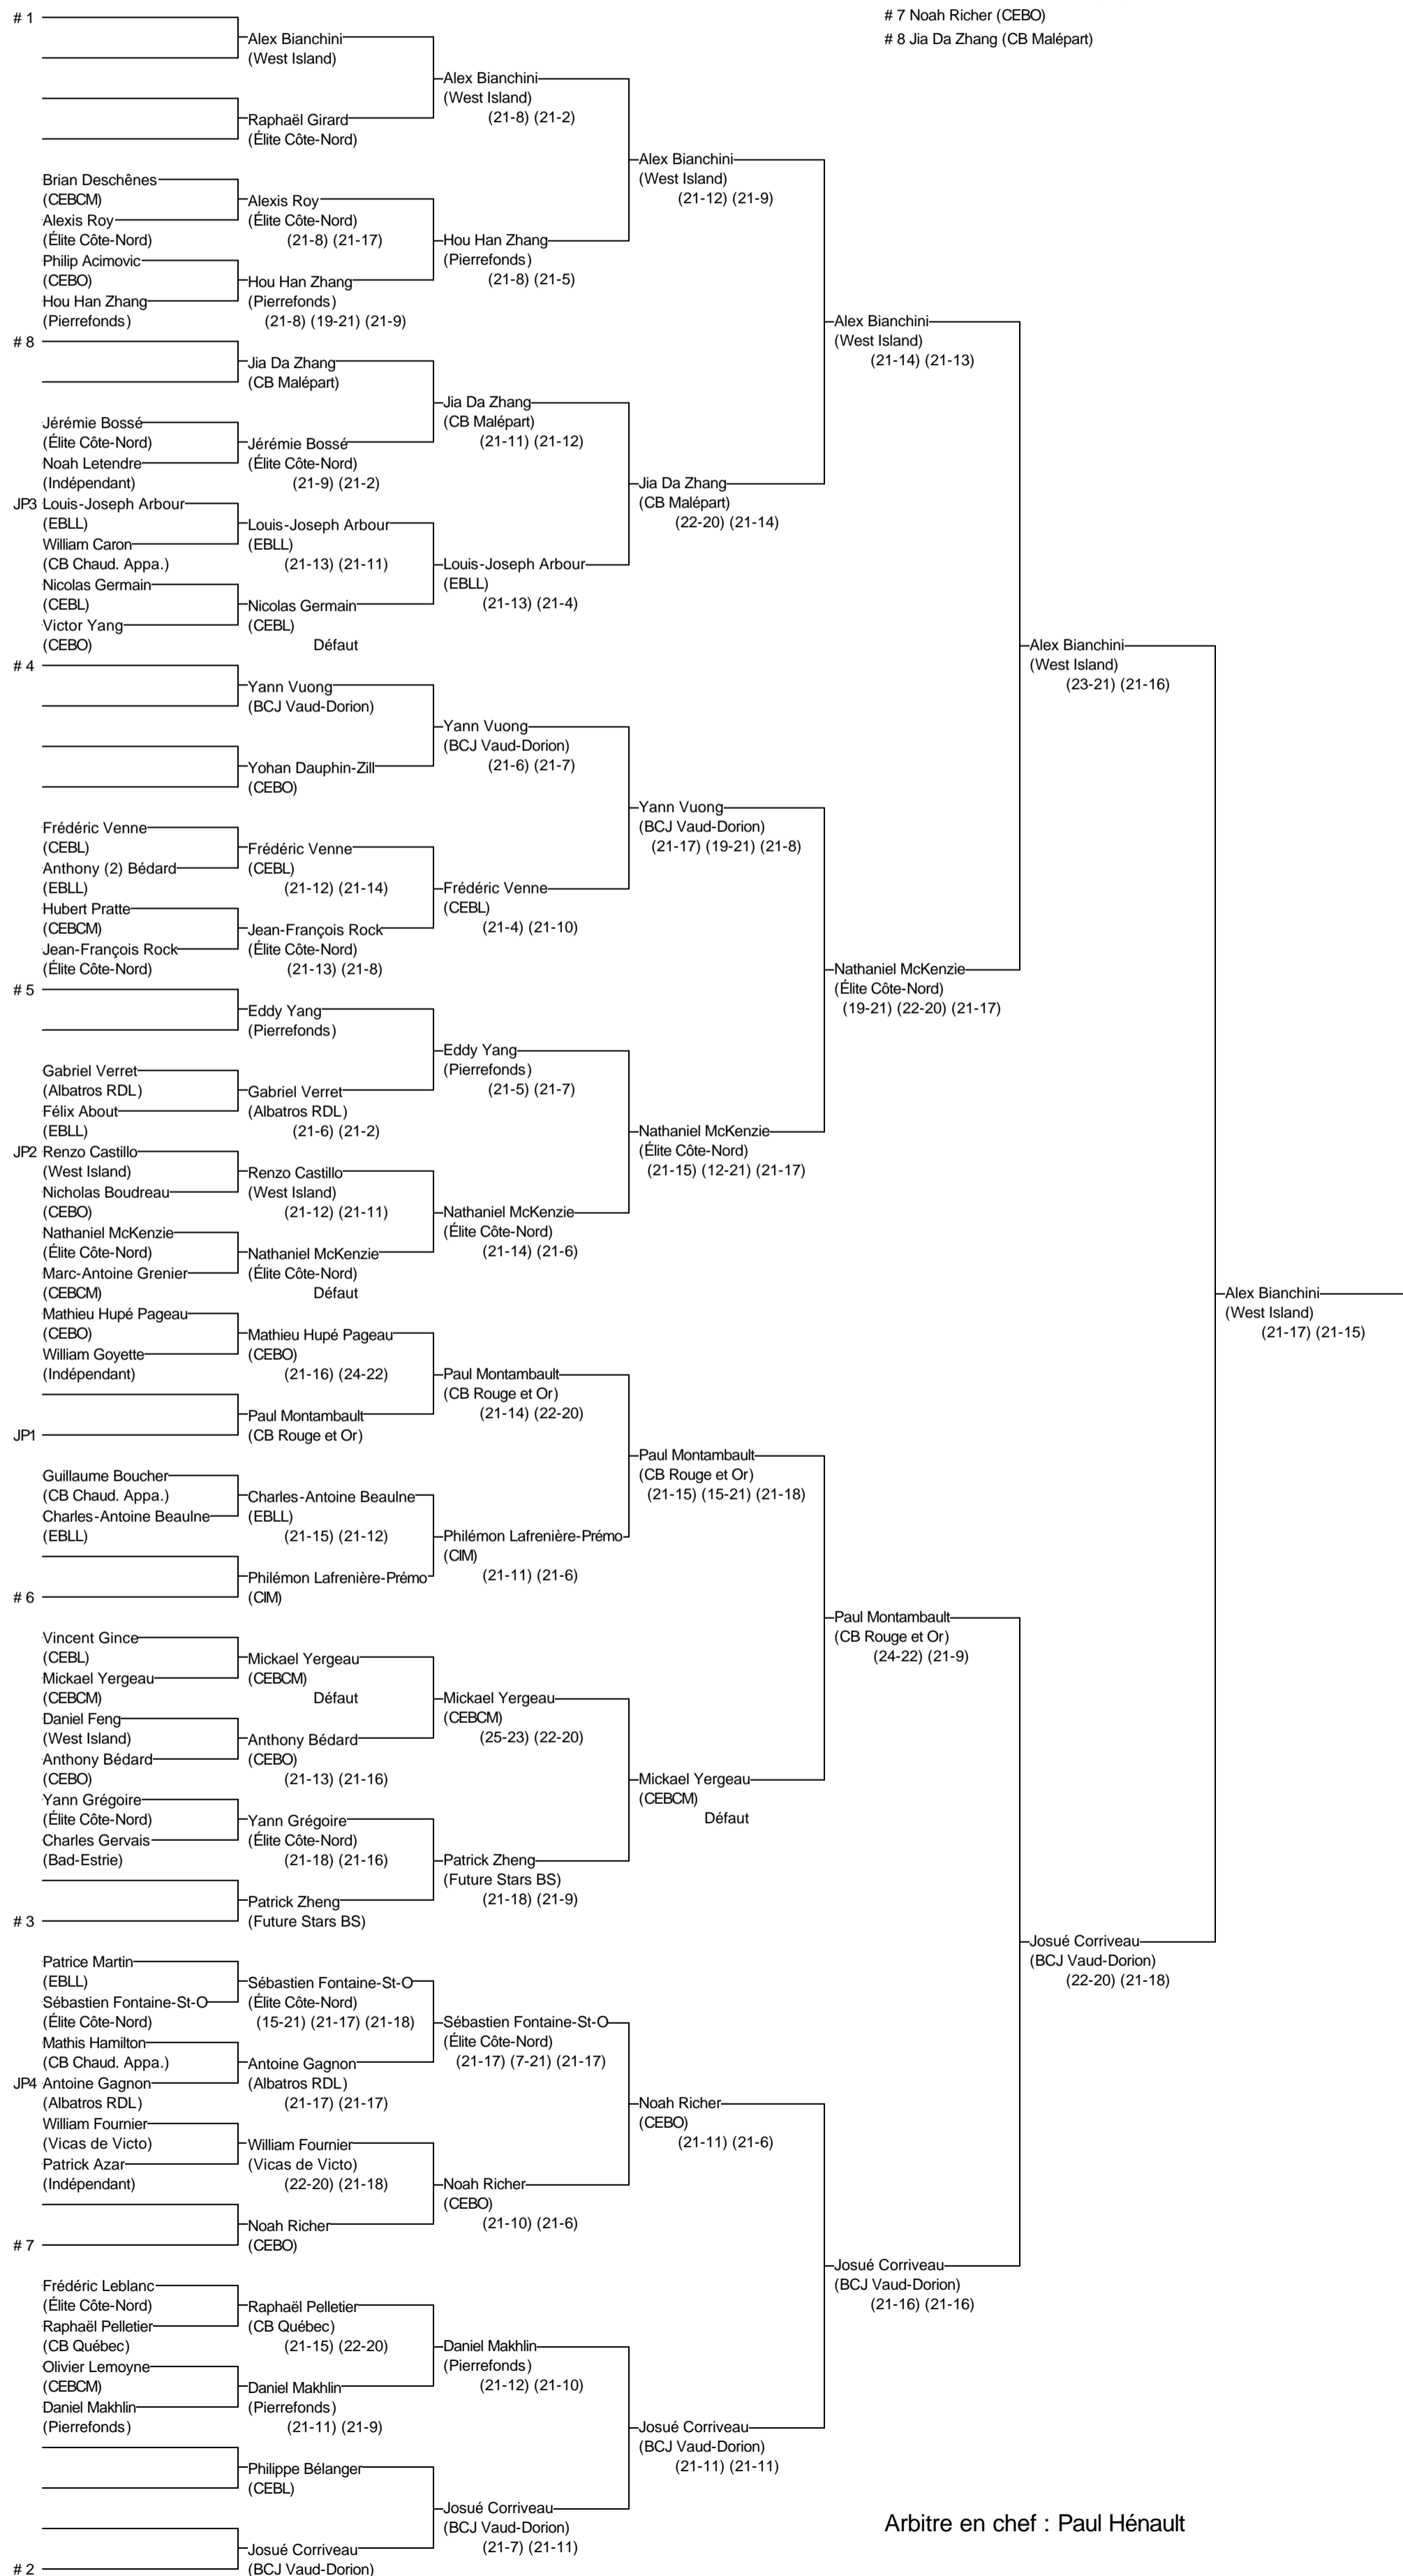 # 7 Noah Richer (CEBO)
# 8 Jia Da Zhang (CB Malépart)
# 1
Alex Bianchini
(West Island)
Raphaël Girard
(Élite Côte-Nord)
Brian Deschênes
(CEBCM)
Alexis Roy
(Élite Côte-Nord)
Philip Acimovic
(CEBO)
Hou Han Zhang
(Pierrefonds)
Alexis Roy
(Élite Côte-Nord)
(21-8) (21-17)
Hou Han Zhang
(Pierrefonds)
(21-8) (19-21) (21-9)
Alex Bianchini
(West Island)
(21-8) (21-2)
Hou Han Zhang
(Pierrefonds)
(21-8) (21-5)
Alex Bianchini
(West Island)
(21-12) (21-9)
# 8
Jia Da Zhang
(CB Malépart)
Jérémie Bossé
(Élite Côte-Nord)
Noah Letendre
(Indépendant)
Jérémie Bossé
(Élite Côte-Nord)
(21-9) (21-2)
JP3 Louis-Joseph Arbour
(EBLL)
William Caron
(CB Chaud. Appa.)
Nicolas Germain
(CEBL)
Victor Yang
(CEBO)
Louis-Joseph Arbour
(EBLL)
(21-13) (21-11)
Nicolas Germain
(CEBL)
Défaut
Jia Da Zhang
(CB Malépart)
(21-11) (21-12)
Louis-Joseph Arbour
(EBLL)
(21-13) (21-4)
Jia Da Zhang
(CB Malépart)
(22-20) (21-14)
Alex Bianchini
(West Island)
(21-14) (21-13)
# 4
Yann Vuong
(BCJ Vaud-Dorion)
Yohan Dauphin-Zill
(CEBO)
Frédéric Venne
(CEBL)
Anthony (2) Bédard
(EBLL)
Hubert Pratte
(CEBCM)
Jean-François Rock
(Élite Côte-Nord)
Frédéric Venne
(CEBL)
(21-12) (21-14)
Jean-François Rock
(Élite Côte-Nord)
(21-13) (21-8)
Yann Vuong
(BCJ Vaud-Dorion)
(21-6) (21-7)
Frédéric Venne
(CEBL)
(21-4) (21-10)
Yann Vuong
(BCJ Vaud-Dorion)
(21-17) (19-21) (21-8)
# 5
Eddy Yang
(Pierrefonds)
Gabriel Verret
(Albatros RDL)
Félix About
(EBLL)
Gabriel Verret
(Albatros RDL)
(21-6) (21-2)
JP2 Renzo Castillo
(West Island)
Nicholas Boudreau
(CEBO)
Nathaniel McKenzie
(Élite Côte-Nord)
Marc-Antoine Grenier
(CEBCM)
Renzo Castillo
(West Island)
(21-12) (21-11)
Nathaniel McKenzie
(Élite Côte-Nord)
Défaut
Eddy Yang
(Pierrefonds)
(21-5) (21-7)
Nathaniel McKenzie
(Élite Côte-Nord)
(21-14) (21-6)
Nathaniel McKenzie
(Élite Côte-Nord)
(21-15) (12-21) (21-17)
Nathaniel McKenzie
(Élite Côte-Nord)
(19-21) (22-20) (21-17)
Alex Bianchini
(West Island)
(23-21) (21-16)
Mathieu Hupé Pageau
(CEBO)
William Goyette
(Indépendant)
Mathieu Hupé Pageau
(CEBO)
(21-16) (24-22)
Paul Montambault
(CB Rouge et Or)
JP1
Guillaume Boucher
(CB Chaud. Appa.)
Charles-Antoine Beaulne
(EBLL)
Charles-Antoine Beaulne
(EBLL)
(21-15) (21-12)
Philémon Lafrenière-Prémo
(CIM)
# 6
Paul Montambault
(CB Rouge et Or)
(21-14) (22-20)
Philémon Lafrenière-Prémo
(CIM)
(21-11) (21-6)
Paul Montambault
(CB Rouge et Or)
(21-15) (15-21) (21-18)
Vincent Gince
(CEBL)
Mickael Yergeau
(CEBCM)
Daniel Feng
(West Island)
Anthony Bédard
(CEBO)
Yann Grégoire
(Élite Côte-Nord)
Charles Gervais
(Bad-Estrie)
Mickael Yergeau
(CEBCM)
Défaut
Anthony Bédard
(CEBO)
(21-13) (21-16)
Yann Grégoire
(Élite Côte-Nord)
(21-18) (21-16)
Patrick Zheng
(Future Stars BS)
# 3
Mickael Yergeau
(CEBCM)
(25-23) (22-20)
Patrick Zheng
(Future Stars BS)
(21-18) (21-9)
Mickael Yergeau
(CEBCM)
Défaut
Paul Montambault
(CB Rouge et Or)
(24-22) (21-9)
Patrice Martin
(EBLL)
Sébastien Fontaine-St-O
(Élite Côte-Nord)
Mathis Hamilton
(CB Chaud. Appa.)
JP4 Antoine Gagnon
(Albatros RDL)
William Fournier
(Vicas de Victo)
Patrick Azar
(Indépendant)
Sébastien Fontaine-St-O
(Élite Côte-Nord)
(15-21) (21-17) (21-18)
Antoine Gagnon
(Albatros RDL)
(21-17) (21-17)
William Fournier
(Vicas de Victo)
(22-20) (21-18)
Noah Richer
(CEBO)
# 7
Sébastien Fontaine-St-O
(Élite Côte-Nord)
(21-17) (7-21) (21-17)
Noah Richer
(CEBO)
(21-10) (21-6)
Noah Richer
(CEBO)
(21-11) (21-6)
Frédéric Leblanc
(Élite Côte-Nord)
Raphaël Pelletier
(CB Québec)
Olivier Lemoyne
(CEBCM)
Daniel Makhlin
(Pierrefonds)
Raphaël Pelletier
(CB Québec)
(21-15) (22-20)
Daniel Makhlin
(Pierrefonds)
(21-11) (21-9)
Philippe Bélanger
(CEBL)
Josué Corriveau
(BCJ Vaud-Dorion)
# 2
Daniel Makhlin
(Pierrefonds)
(21-12) (21-10)
Josué Corriveau
(BCJ Vaud-Dorion)
(21-7) (21-11)
Josué Corriveau
(BCJ Vaud-Dorion)
(21-11) (21-11)
Josué Corriveau
(BCJ Vaud-Dorion)
(21-16) (21-16)
Josué Corriveau
(BCJ Vaud-Dorion)
(22-20) (21-18)
Alex Bianchini
(West Island)
(21-17) (21-15)
Arbitre en chef : Paul Hénault